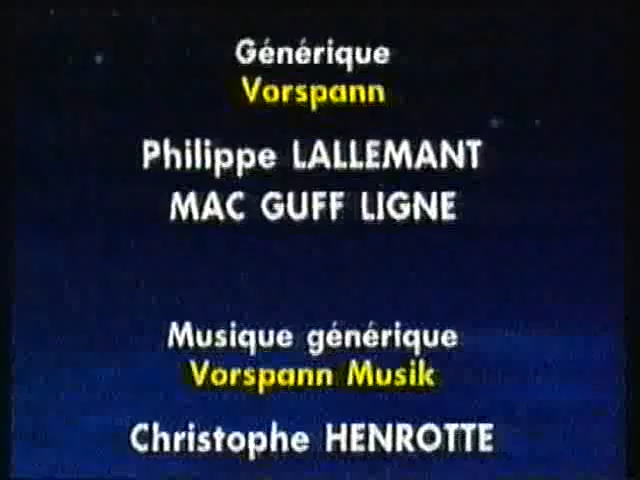 Générique
Vorspann
Philippe LALLEMANT
MAC GUFF LIGNE
Musique générique
Vorspann Musik
Christophe HENROTTE